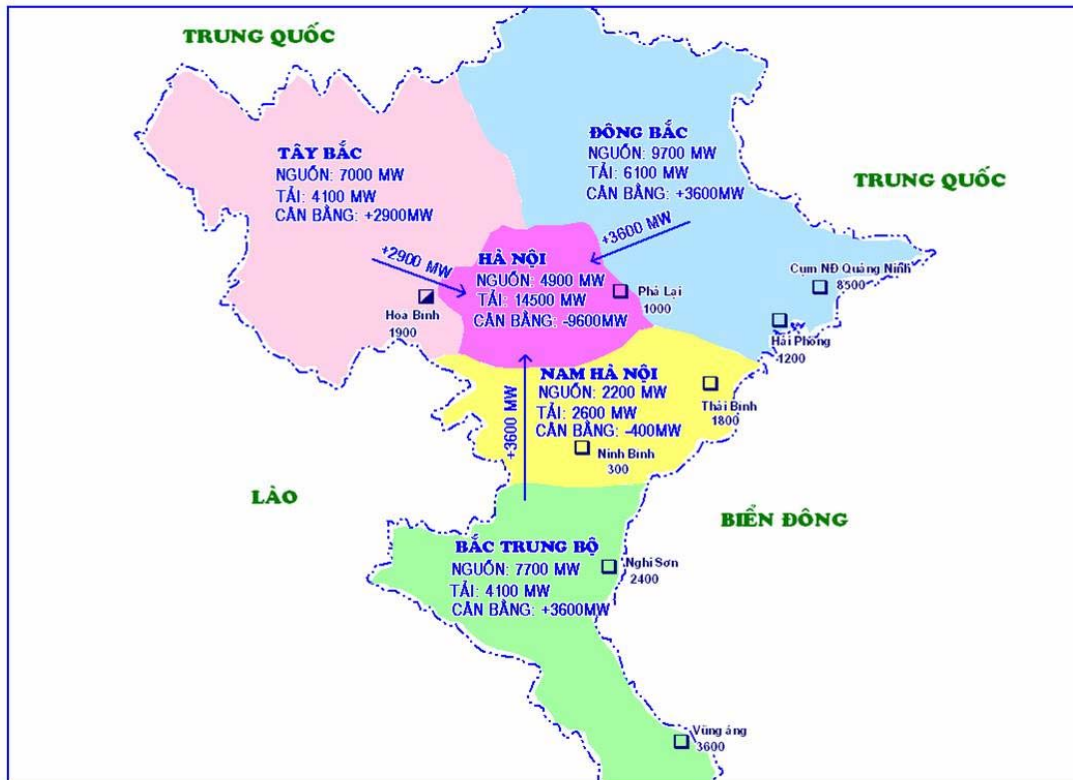 TRUNG QUỐC
TÂY BẮC
NGUỒN: 7000 MW
TẢI: 4100 MW
CÂN BẰNG: +2900MW
ĐÔNG BẮC
NGUỒN: 9700 MW
TẢI: 6100 MW
CÂN BẰNG: +3600MW
TRUNG QUỐC
+2900 MW
+3600 MW
HÀ NỘI
NGUỒN: 4900 MW
TẢI: 14500 MW
CÂN BẰNG: -9600MW
Hoà Bình
1900
Phả Lại
1000
Cụm NĐ Quảng Ninh
8500
Hải Phòng
1200
NAM HÀ NỘI
NGUỒN: 2200 MW
TẢI: 2600 MW
CÂN BẰNG: -400MW
+3600 MW
Thái Bình
1800
Ninh Bình
300
LÀO
BIỂN ĐÔNG
BẮC TRUNG BỘ
NGUỒN: 7700 MW
TẢI: 4100 MW
CÂN BẰNG: +3600MW
Nghi Sơn
2400
Vũng áng
3600